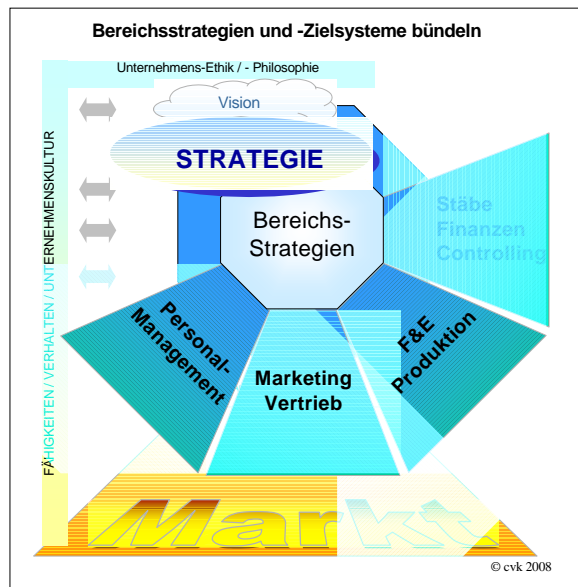 Bereichsstrategien und -Zielsysteme bündeln
Unternehmens-Ethik / - Philosophie
Vision
STRATEGIE
FÄHIGKEITEN / VERHALTEN / UNTERNEHMENSKULTUR
Bereichs-
Strategien
Stäbe
Finanzen
Controlling
Personal-
Management
Marketing
Vertrieb
F&E
Produktion
Markt
© cvk 2008